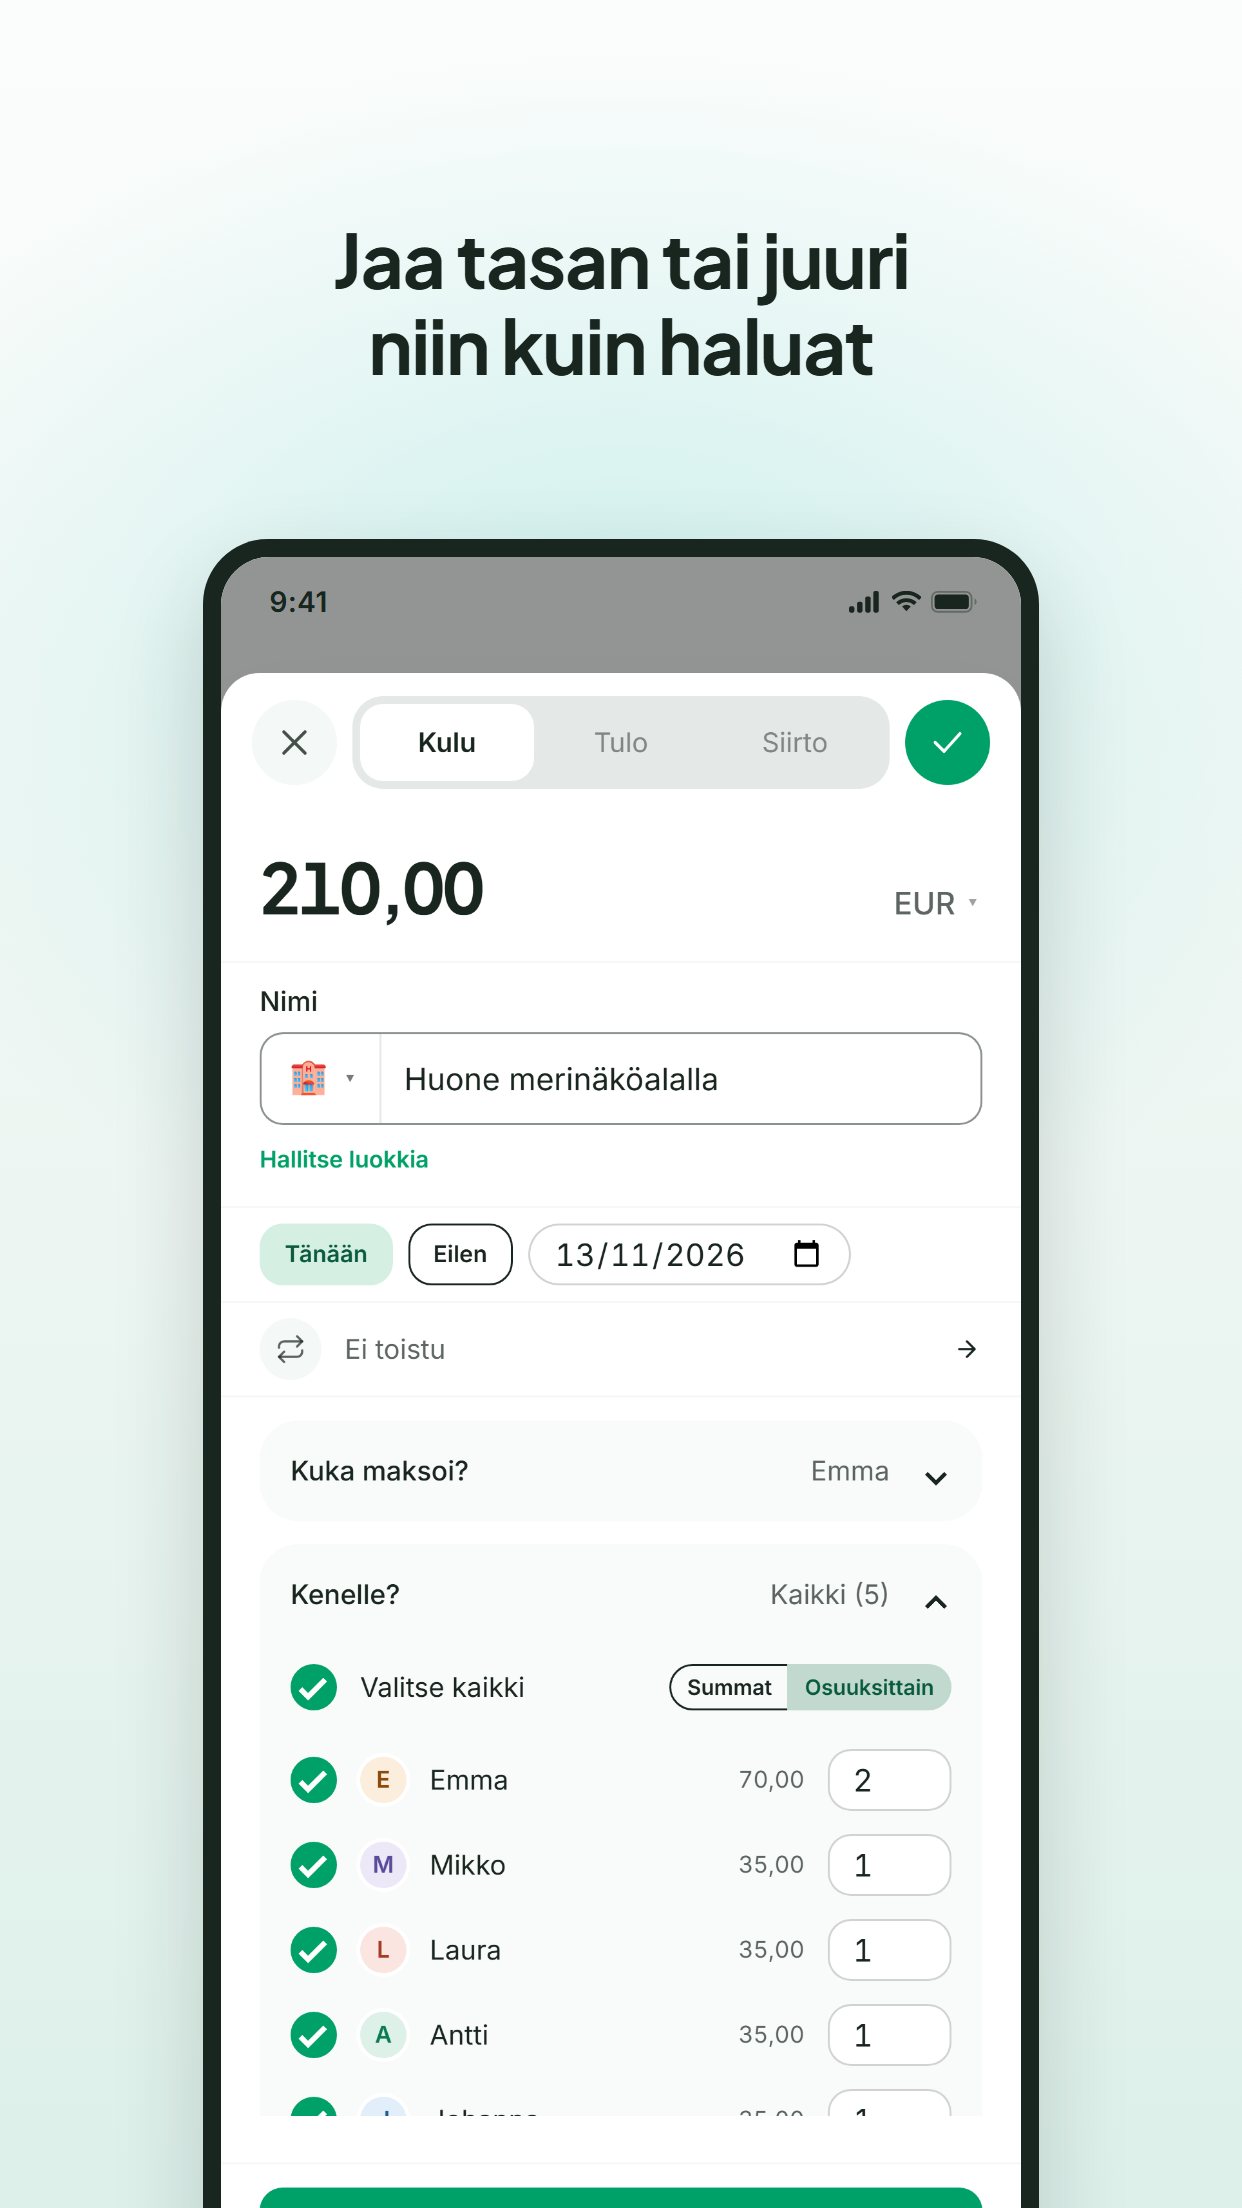 Jaa tasan tai juuri
niin kuin haluat
9:41
Kulu Tulo Siirto
210,00 EUR
Nimi
Huone merinäköalalla
Hallitse luokkia
Tänään Eilen 13/11/2026
Ei toistu
Kuka maksoi? Emma
Kenelle? Kaikki (5)
Valitse kaikki Summat Osuuksittain
E Emma 70,00 2
M Mikko 35,00 1
L Laura 35,00 1
A Antti 35,00 1